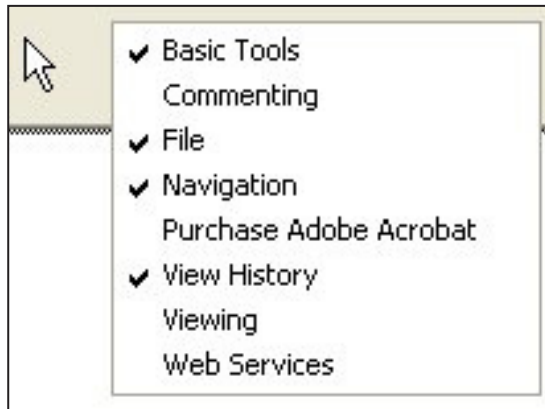 Basic Tools
Commenting
File
Navigation
Purchase Adobe Acrobat
View History
Viewing
Web Services